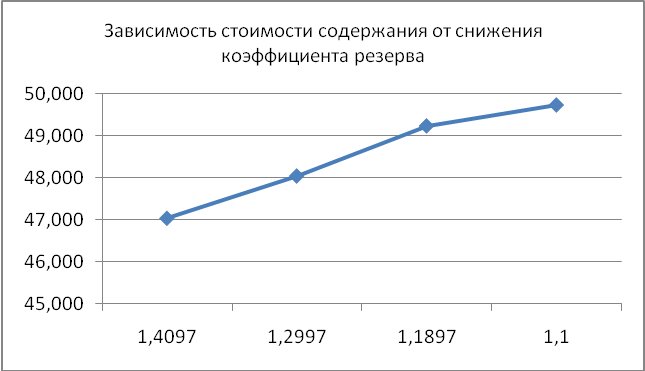 Зависимость стоимости содержания от снижения
коэффициента резерва
50,000
49,000
48,000
47,000
46,000
45,000
1,4097 1,2997 1,1897 1,1